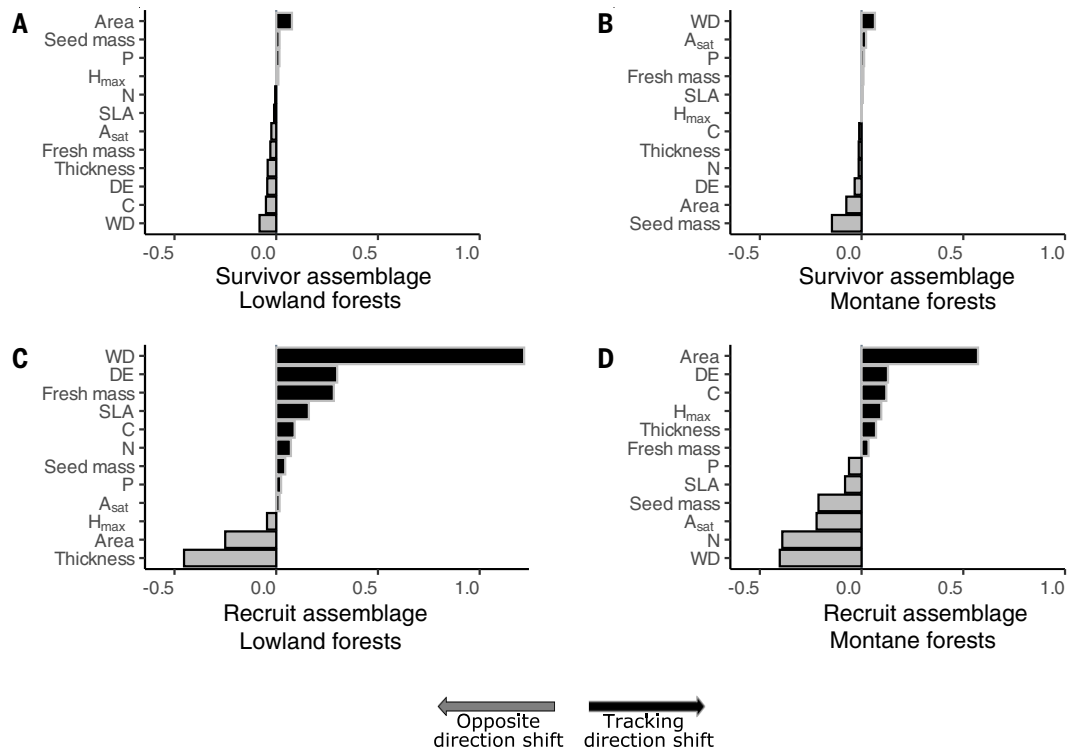 A
Area
Seed mass
P
Hmax
N
SLA
Asat
Fresh mass
Thickness
DE
C
WD
-0.5 0.0 0.5 1.0
Survivor assemblage
Lowland forests
B
WD
Asat
P
Fresh mass
SLA
Hmax
C
Thickness
N
DE
Area
Seed mass
-0.5 0.0 0.5 1.0
Survivor assemblage
Montane forests
C
WD
DE
Fresh mass
SLA
C
N
Seed mass
P
Asat
Hmax
Area
Thickness
-0.5 0.0 0.5 1.0
Recruit assemblage
Lowland forests
D
Area
DE
C
Hmax
Thickness
Fresh mass
P
SLA
Seed mass
Asat
N
WD
-0.5 0.0 0.5 1.0
Recruit assemblage
Montane forests
Opposite
direction shift
Tracking
direction shift